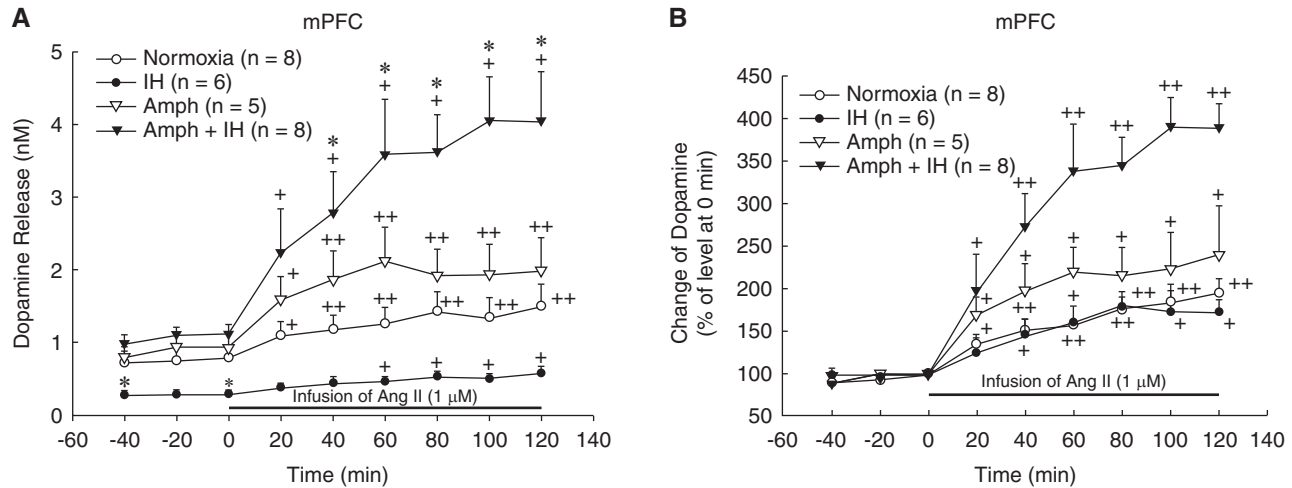 A
mPFC
Dopamine Release (nM)
5
4
3
2
1
0
Normoxia (n = 8)
IH (n = 6)
Amph (n = 5)
Amph + IH (n = 8)
* * * * *
+ + + + + +
++ ++ ++ ++ ++
+
++ ++ ++ ++ ++
+
+ + + + +
* *
Infusion of Ang II (1 μM)
-60 -40 -20 0 20 40 60 80 100 120 140
Time (min)
B
mPFC
Change of Dopamine
(% of level at 0 min)
450
400
350
300
250
200
150
100
50
Normoxia (n = 8)
IH (n = 6)
Amph (n = 5)
Amph + IH (n = 8)
++ ++ ++ ++ ++
+
+ + + + +
+
+ ++ + ++ ++ ++
+ ++ ++ + +
Infusion of Ang II (1 μM)
-60 -40 -20 0 20 40 60 80 100 120 140
Time (min)